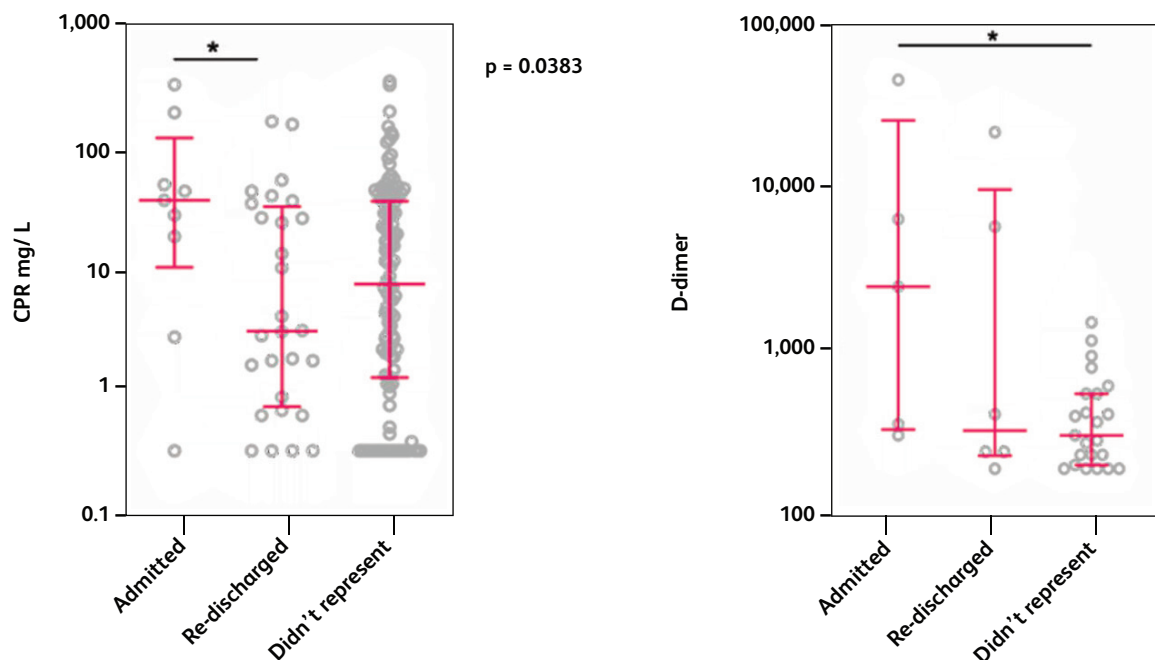 1,000
100
10
1
0.1
CPR mg/ L
*
Admitted
Re-discharged
Didn't represent
p = 0.0383
100,000
10,000
1,000
100
D-dimer
*
Admitted
Re-discharged
Didn't represent